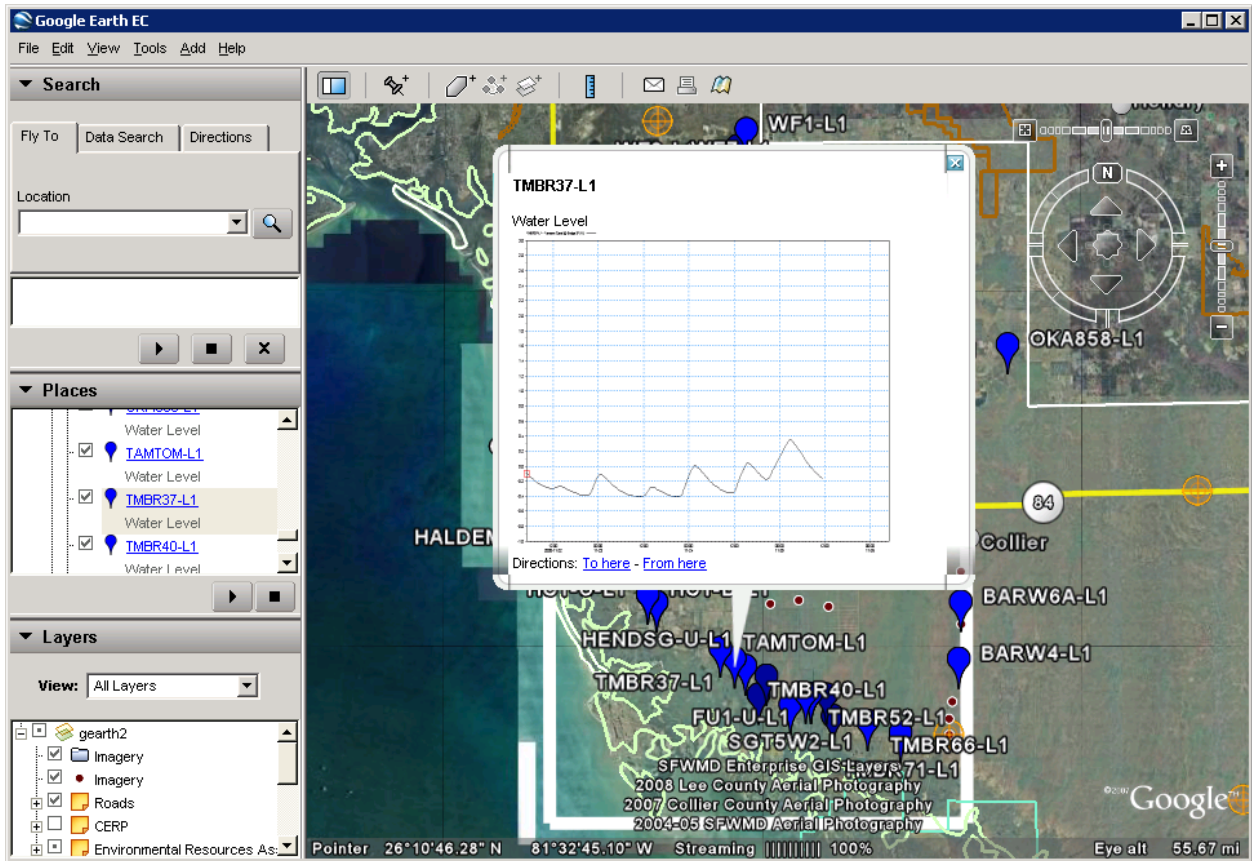 Google Earth EC
File Edit View Tools Add Help
Search
Fly To Data Search Directions
Location
Places
Water Level
TAMTOM-L1
Water Level
TMBR37-L1
Water Level
TMBR40-L1
Water Level
Layers
View: All Layers
gearth2
Imagery
Imagery
Roads
CERP
Environmental Resources As
WF1-L1
N
TMBR37-L1
Water Level
Directions: To here - From here
OKA858-L1
84
HALDEM
Collier
BARW6A-L1
HENDSG-U-L1 TAMTOM-L1
BARW4-L1
TMBR37-L1
TMBR40-L1
FU1-U-L1 TMBR52-L1
SGT5W2-L1 TMBR66-L1
SFWMD Enterprise GIS Layers
71-L1
2008 Lee County Aerial Photography
2007 Collier County Aerial Photography
2004-05 SFWMD Aerial Photography
©2007 Google™
Pointer 26°10'46.28" N 81°32'45.10" W Streaming 100% Eye alt 55.67 mi